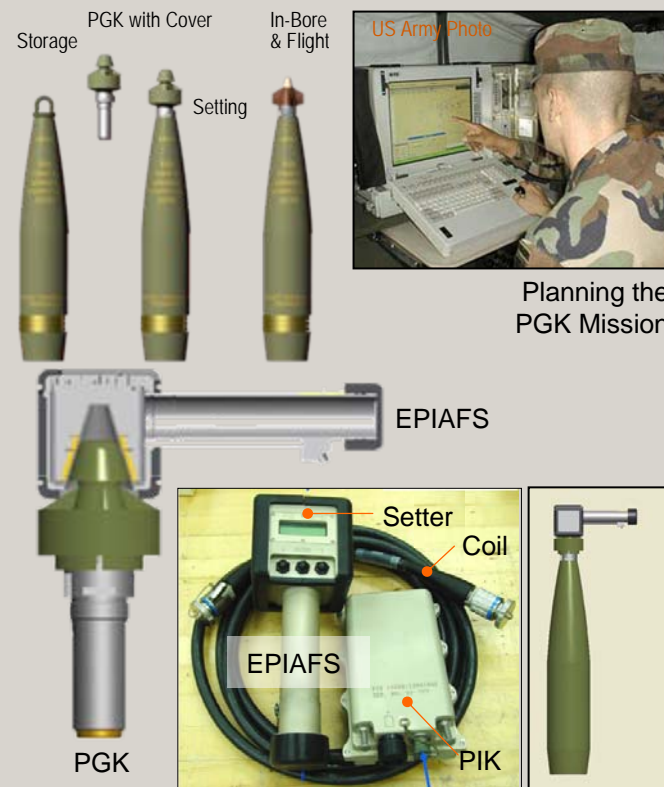 PGK with Cover
Storage
In-Bore
& Flight
Setting
US Army Photo
Planning the
PGK Mission
EPIAFS
Setter
Coil
EPIAFS
PIK
PGK